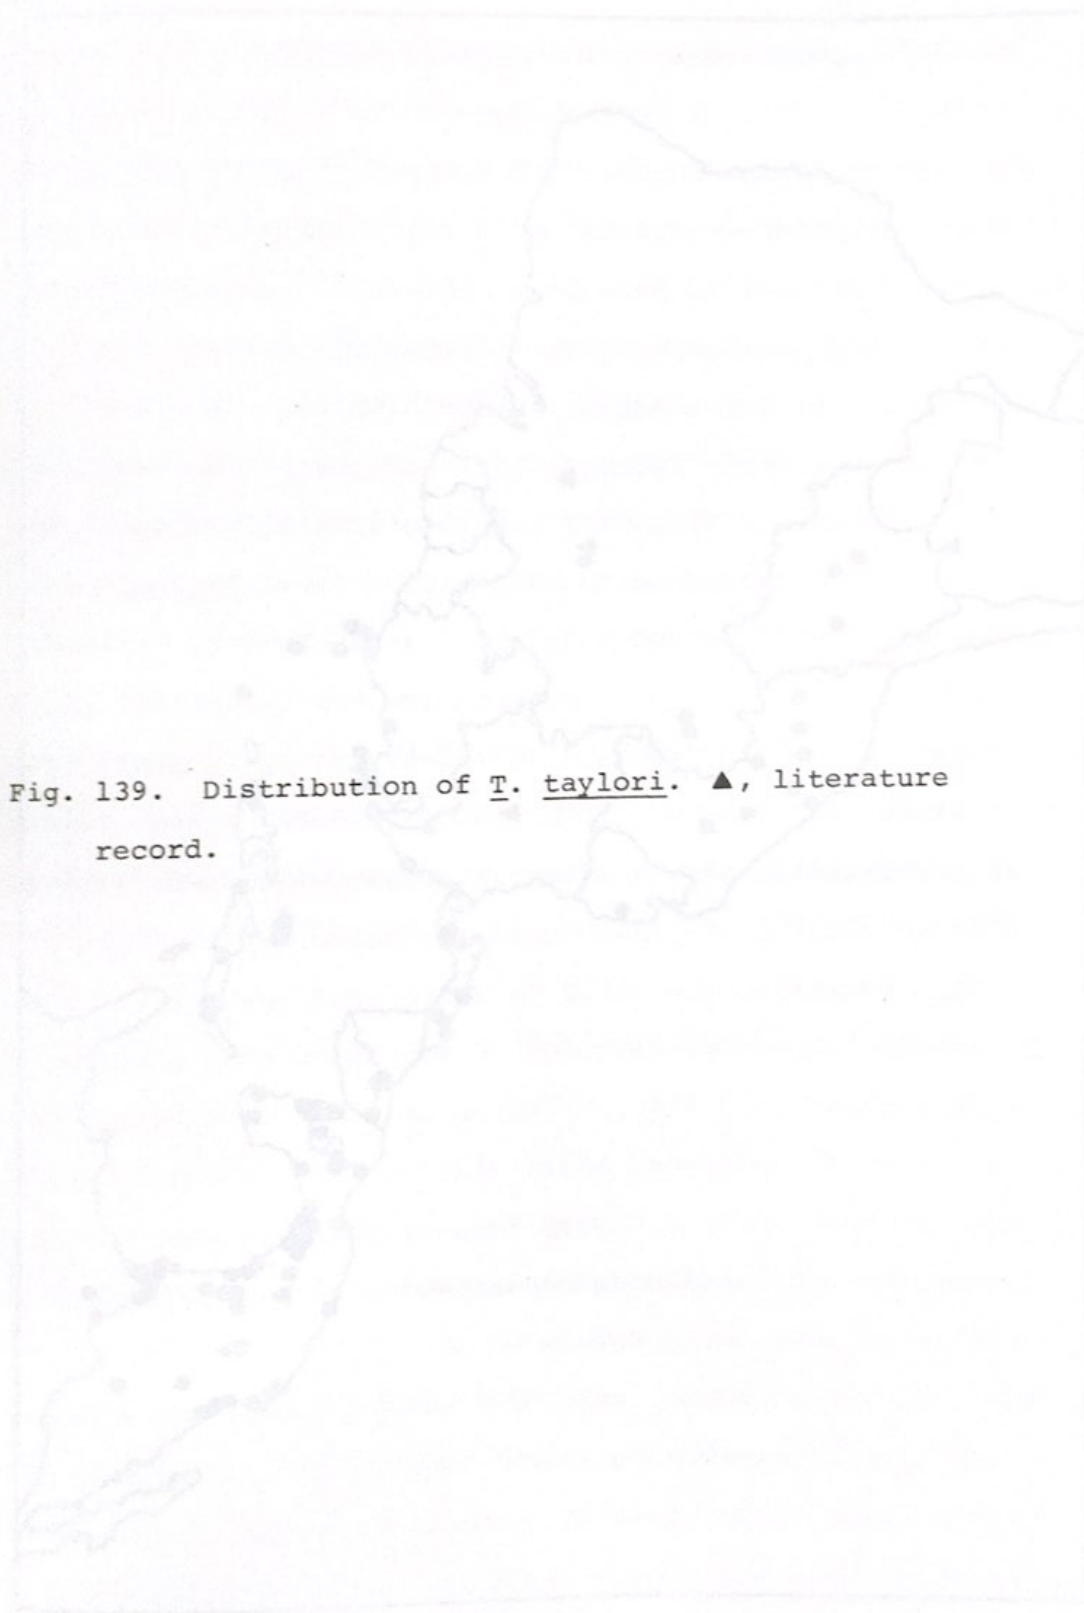 Fig. 139. Distribution of T. taylori. ▲, literature
record.